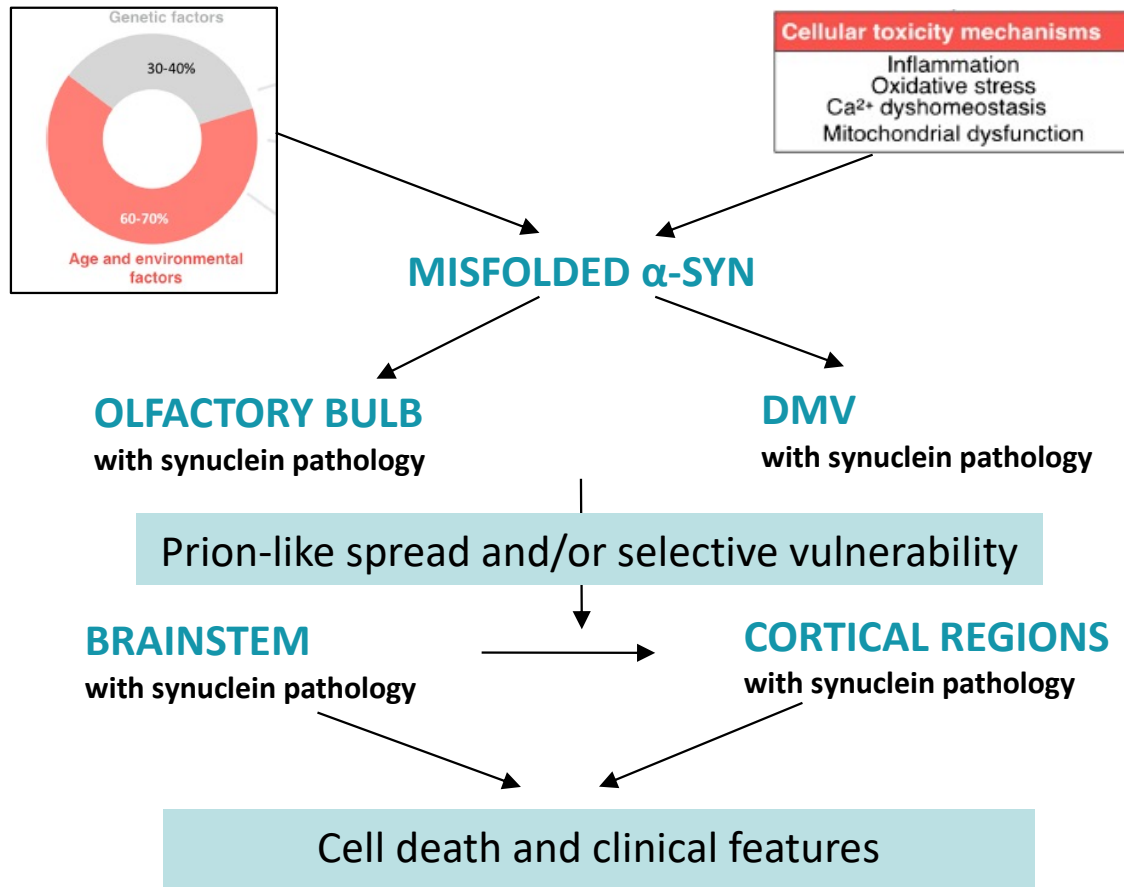 Genetic factors
30-40%
60-70%
Age and environmental
factors
Cellular toxicity mechanisms
Inflammation
Oxidative stress
Ca²⁺ dyshomeostasis
Mitochondrial dysfunction
MISFOLDED α-SYN
OLFACTORY BULB
with synuclein pathology
DMV
with synuclein pathology
Prion-like spread and/or selective vulnerability
BRAINSTEM
with synuclein pathology
CORTICAL REGIONS
with synuclein pathology
Cell death and clinical features